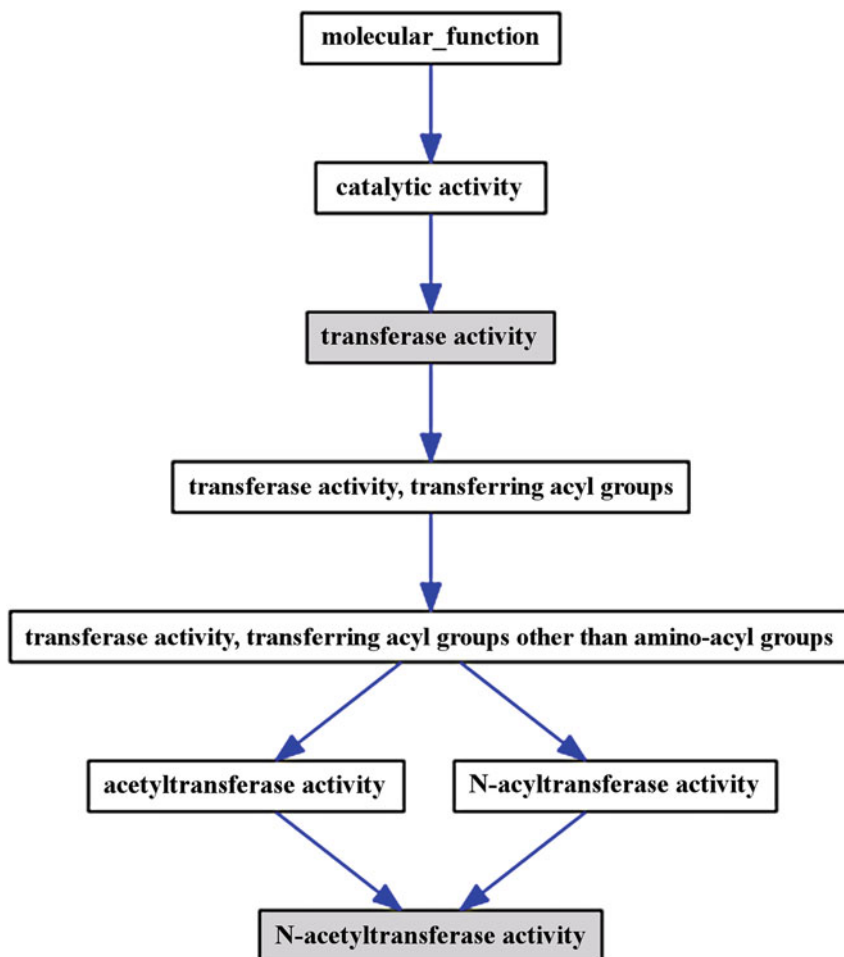 molecular_function
catalytic activity
transferase activity
transferase activity, transferring acyl groups
transferase activity, transferring acyl groups other than amino-acyl groups
acetyltransferase activity
N-acyltransferase activity
N-acetyltransferase activity